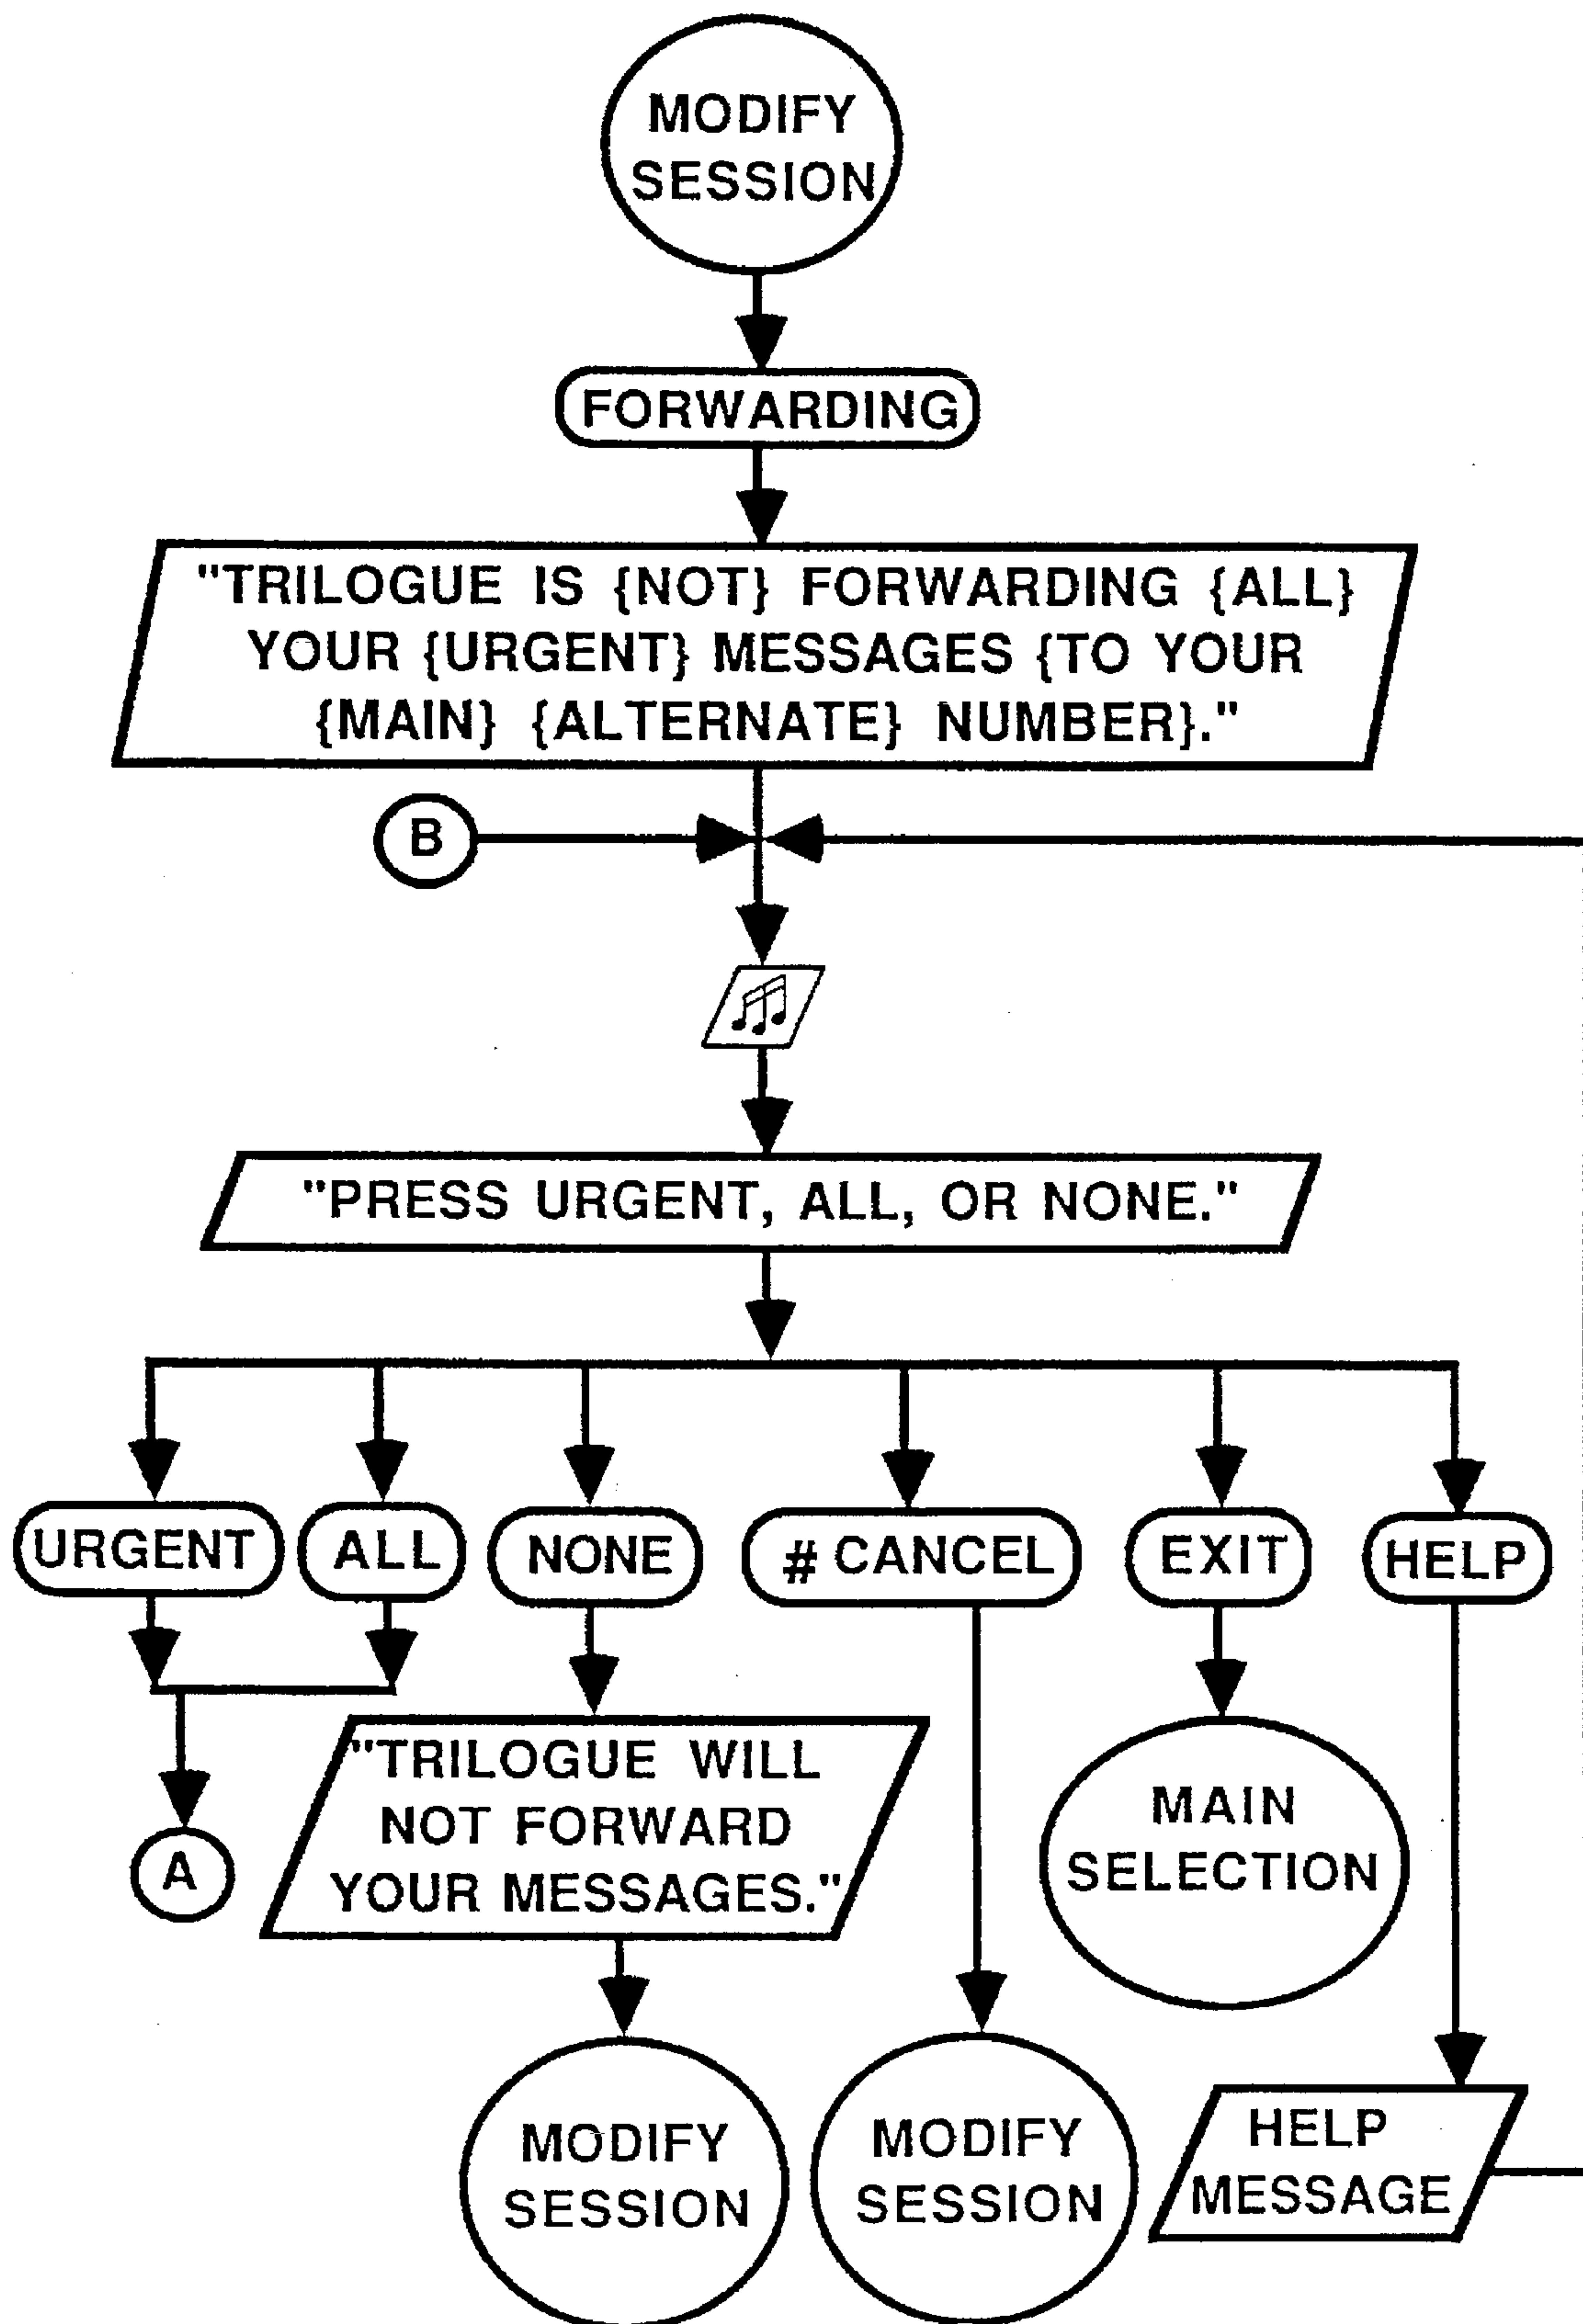 MODIFY
SESSION
FORWARDING
"TRILOGUE IS {NOT} FORWARDING {ALL}
YOUR {URGENT} MESSAGES {TO YOUR
{MAIN} {ALTERNATE} NUMBER}."
B
"PRESS URGENT, ALL, OR NONE."
URGENT
ALL
NONE
# CANCEL
EXIT
HELP
A
"TRILOGUE WILL
NOT FORWARD
YOUR MESSAGES."
MAIN
SELECTION
MODIFY
SESSION
MODIFY
SESSION
HELP
MESSAGE